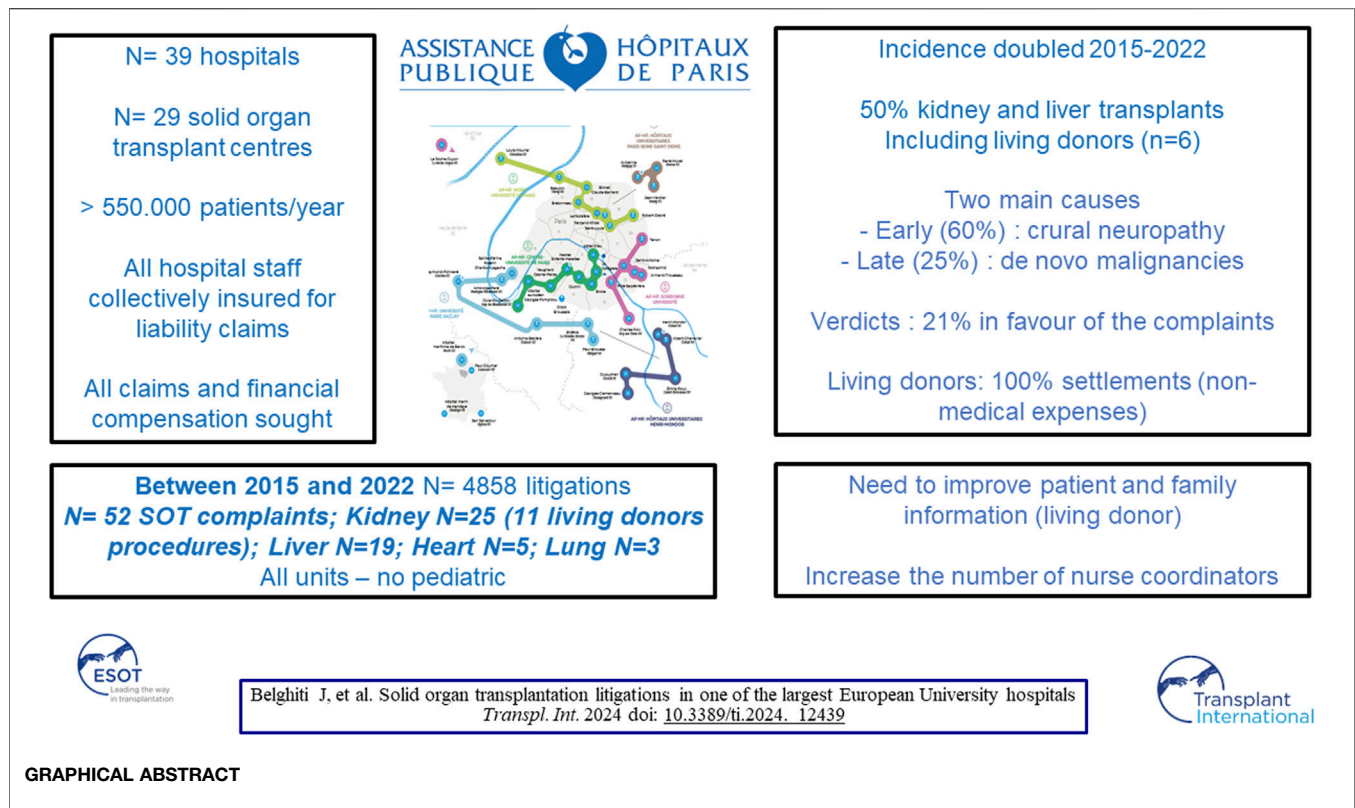 N= 39 hospitals
N= 29 solid organ
transplant centres
> 550.000 patients/year
All hospital staff
collectively insured for
liability claims
All claims and financial
compensation sought
ASSISTANCE
PUBLIQUE
HÔPITAUX
DE PARIS
Paris
Incidence doubled 2015-2022
50% kidney and liver transplants
Including living donors (n=6)
Two main causes
- Early (60%) : crural neuropathy
- Late (25%) : de novo malignancies
Verdicts : 21% in favour of the complaints
Living donors: 100% settlements (non-
medical expenses)
Between 2015 and 2022 N= 4858 litigations
N= 52 SOT complaints; Kidney N=25 (11 living donors
procedures); Liver N=19; Heart N=5; Lung N=3
All units – no pediatric
Need to improve patient and family
information (living donor)
Increase the number of nurse coordinators
ESOT
Leading the way
in transplantation
Belghiti J, et al. Solid organ transplantation litigations in one of the largest European University hospitals
Transpl. Int. 2024 doi: 10.3389/ti.2024. 12439
Transplant
International
GRAPHICAL ABSTRACT